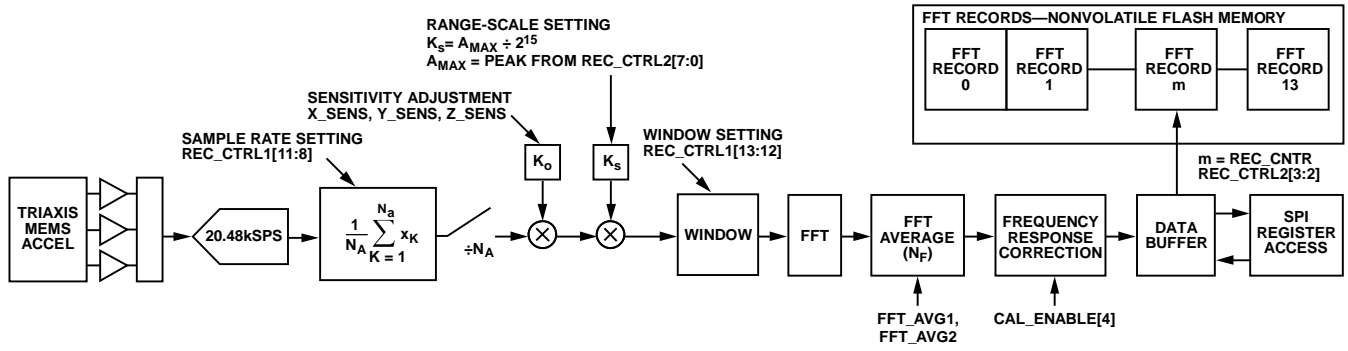 RANGE-SCALE SETTING
Ks= AMAX ÷ 2¹⁵
AMAX = PEAK FROM REC_CTRL2[7:0]
SENSITIVITY ADJUSTMENT
X_SENS, Y_SENS, Z_SENS
SAMPLE RATE SETTING
REC_CTRL1[11:8]
WINDOW SETTING
REC_CTRL1[13:12]
FFT RECORDS—NONVOLATILE FLASH MEMORY
FFT
RECORD
0
FFT
RECORD
1
FFT
RECORD
m
FFT
RECORD
13
m = REC_CNTR
REC_CTRL2[3:2]
TRIAXIS
MEMS
ACCEL
20.48kSPS
1
NA
Na
∑ xK
K = 1
÷NA
Ko
×
Ks
×
WINDOW
FFT
FFT
AVERAGE
(NF)
FREQUENCY
RESPONSE
CORRECTION
DATA
BUFFER
SPI
REGISTER
ACCESS
FFT_AVG1,
FFT_AVG2
CAL_ENABLE[4]